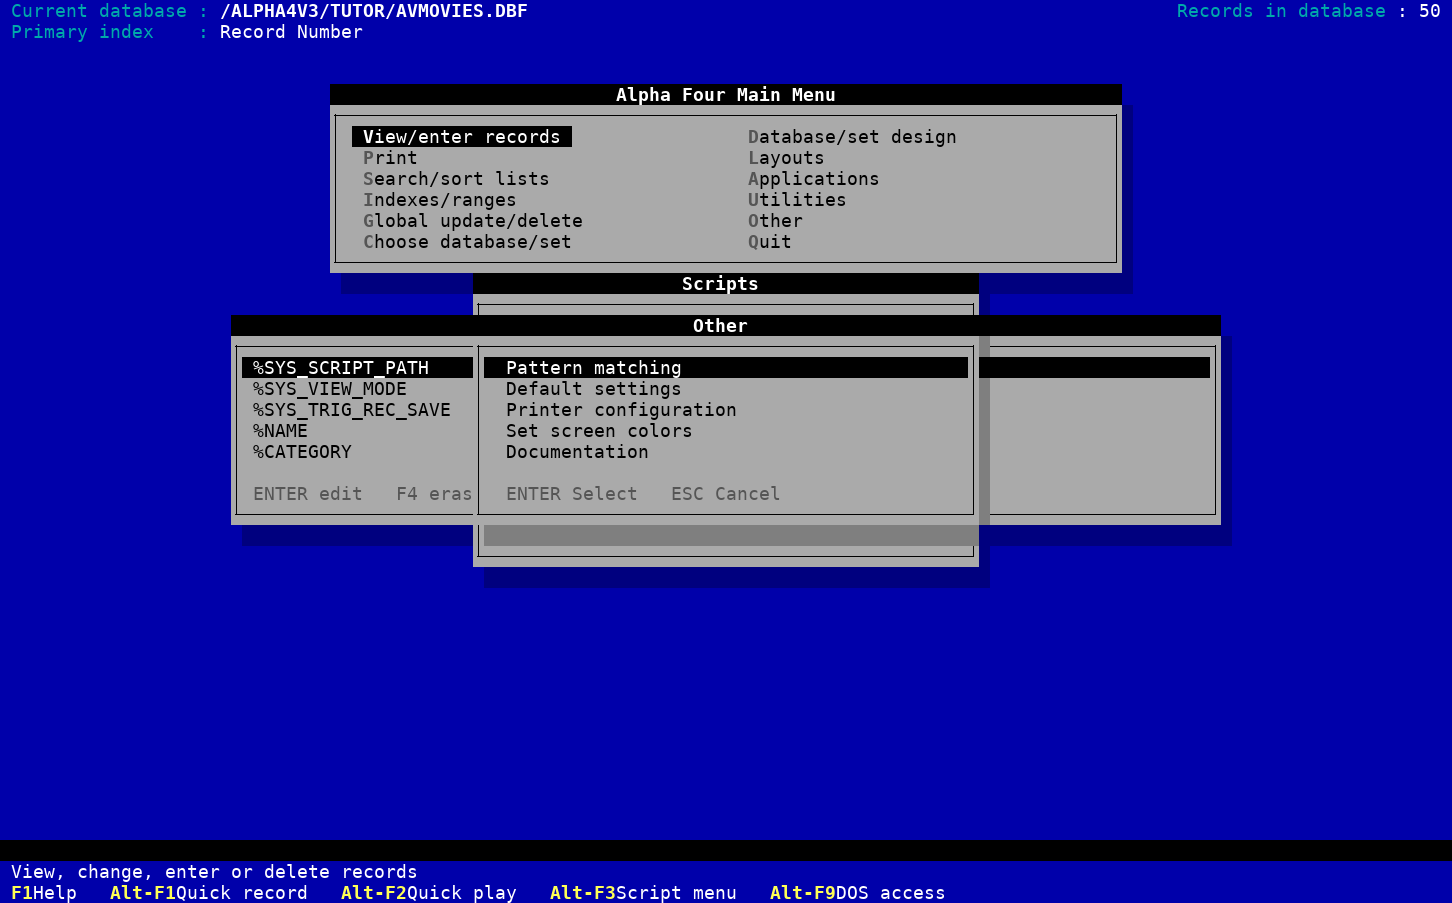 Current database : /ALPHA4V3/TUTOR/AVMOVIES.DBF Records in database : 50
Primary index : Record Number
Alpha Four Main Menu
View/enter records Database/set design
Print Layouts
Search/sort lists Applications
Indexes/ranges Utilities
Global update/delete Other
Choose database/set Quit
Scripts
Other
%SYS_SCRIPT_PATH Pattern matching
%SYS_VIEW_MODE Default settings
%SYS_TRIG_REC_SAVE Printer configuration
%NAME Set screen colors
%CATEGORY Documentation
ENTER edit F4 eras ENTER Select ESC Cancel
View, change, enter or delete records
F1Help Alt-F1Quick record Alt-F2Quick play Alt-F3Script menu Alt-F9DOS access